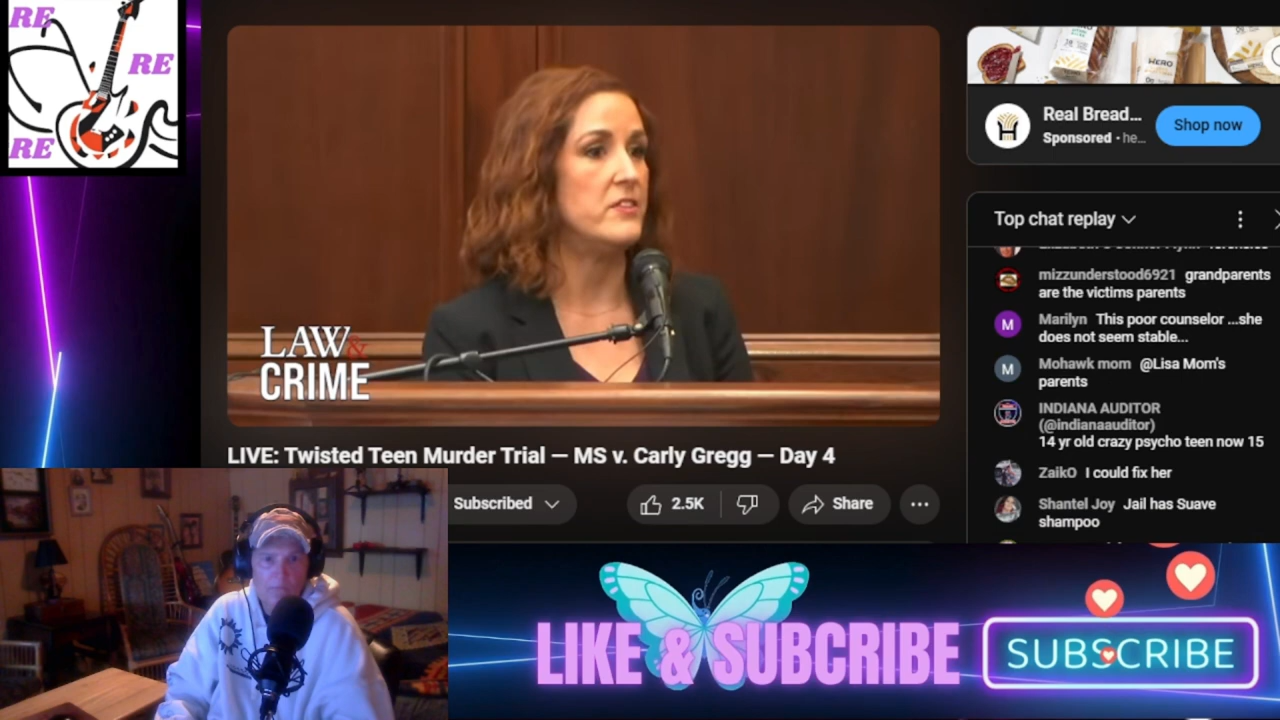 RE
RE
RE
LAW&
CRIME
LIVE: Twisted Teen Murder Trial — MS v. Carly Gregg — Day 4
Subscribed
2.5K
Share
HERO
Real Bread...
Sponsored • he...
Shop now
Top chat replay
mizzunderstood6921 grandparents
are the victims parents
M
Marilyn This poor counselor ...she
does not seem stable...
M
Mohawk mom @Lisa Mom's
parents
INDIANA AUDITOR
(@indianaauditor)
14 yr old crazy psycho teen now 15
ZaikO I could fix her
Shantel Joy Jail has Suave
shampoo
LIKE & SUBCRIBE
SUBSCRIBE